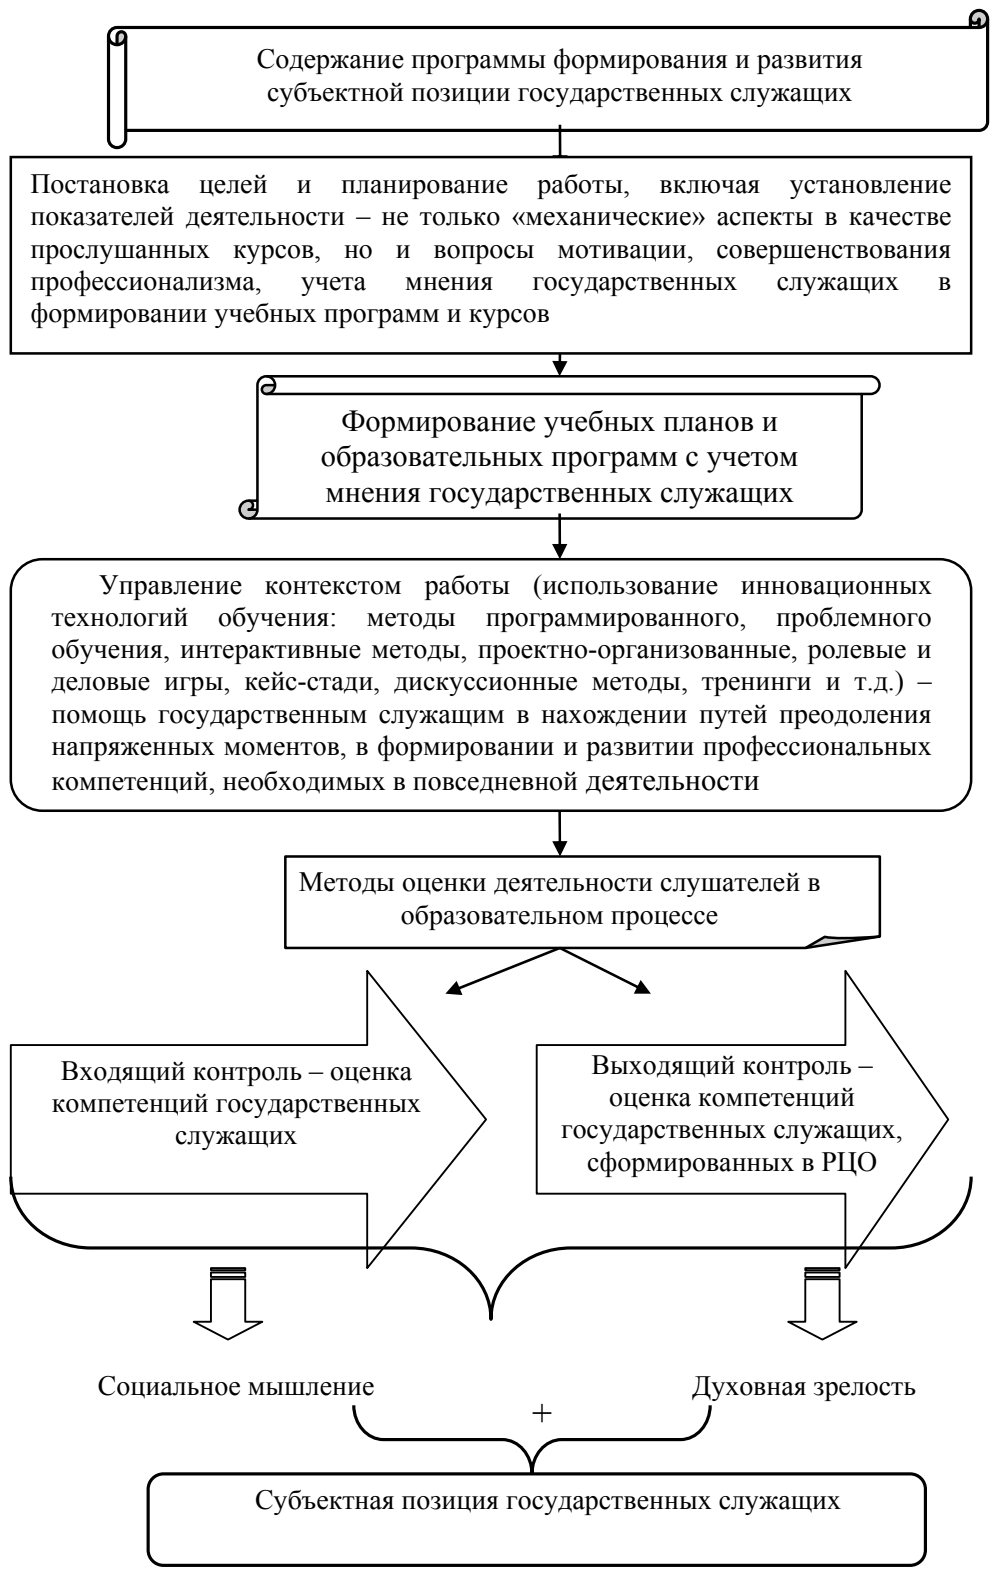 Содержание программы формирования и развития
субъектной позиции государственных служащих
Постановка целей и планирование работы, включая установление
показателей деятельности – не только «механические» аспекты в качестве
прослушанных курсов, но и вопросы мотивации, совершенствования
профессионализма, учета мнения государственных служащих в
формировании учебных программ и курсов
Формирование учебных планов и
образовательных программ с учетом
мнения государственных служащих
Управление контекстом работы (использование инновационных
технологий обучения: методы программированного, проблемного
обучения, интерактивные методы, проектно-организованные, ролевые и
деловые игры, кейс-стади, дискуссионные методы, тренинги и т.д.) –
помощь государственным служащим в нахождении путей преодоления
напряженных моментов, в формировании и развитии профессиональных
компетенций, необходимых в повседневной деятельности
Методы оценки деятельности слушателей в
образовательном процессе
Входящий контроль – оценка
компетенций государственных
служащих
Выходящий контроль –
оценка компетенций
государственных служащих,
сформированных в РЦО
Социальное мышление
Духовная зрелость
+
Субъектная позиция государственных служащих